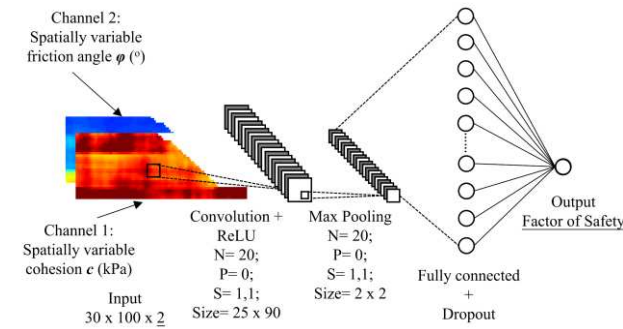 Channel 2:
Spatially variable
friction angle φ (º)
Channel 1:
Spatially variable
cohesion c (kPa)
Input
30 x 100 x 2
Convolution +
ReLU
N= 20;
P= 0;
S= 1,1;
Size= 25 x 90
Max Pooling
N= 20;
P= 0;
S= 1,1;
Size= 2 x 2
Fully connected
+
Dropout
Output
Factor of Safety